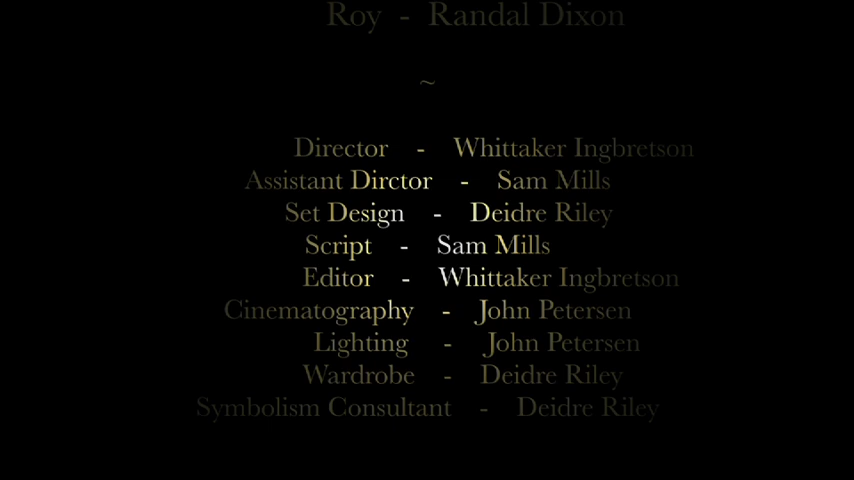 Roy - Randal Dixon
~
Director - Whittaker Ingbretson
Assistant Dirctor - Sam Mills
Set Design - Deidre Riley
Script - Sam Mills
Editor - Whittaker Ingbretson
Cinematography - John Petersen
Lighting - John Petersen
Wardrobe - Deidre Riley
Symbolism Consultant - Deidre Riley